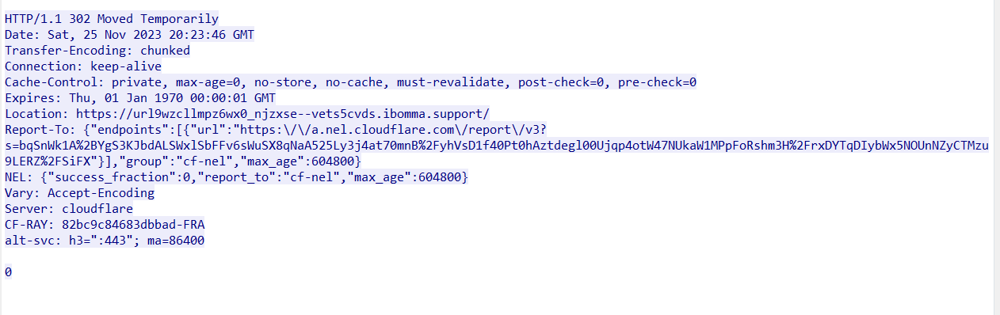 HTTP/1.1 302 Moved Temporarily
Date: Sat, 25 Nov 2023 20:23:46 GMT
Transfer-Encoding: chunked
Connection: keep-alive
Cache-Control: private, max-age=0, no-store, no-cache, must-revalidate, post-check=0, pre-check=0
Expires: Thu, 01 Jan 1970 00:00:01 GMT
Location: https://url9wzcllmpz6wx0_njzxse--vets5cvds.ibomma.support/
Report-To: {"endpoints":[{"url":"https:\/\/a.nel.cloudflare.com\/report\/v3?
s=bqSnWk1A%2BYgS3KJbdALSWxlSbFFv6sWuSX8qNaA525Ly3j4at70mnB%2FyhVsD1f40Pt0hAztdegl00Ujqp4otW47NUkaW1MPpFoRshm3H%2FrxDYTqDIybWx5NOUnNZyCTMzu
9LERZ%2FSiFX"}],"group":"cf-nel","max_age":604800}
NEL: {"success_fraction":0,"report_to":"cf-nel","max_age":604800}
Vary: Accept-Encoding
Server: cloudflare
CF-RAY: 82bc9c84683dbbad-FRA
alt-svc: h3=":443"; ma=86400
0